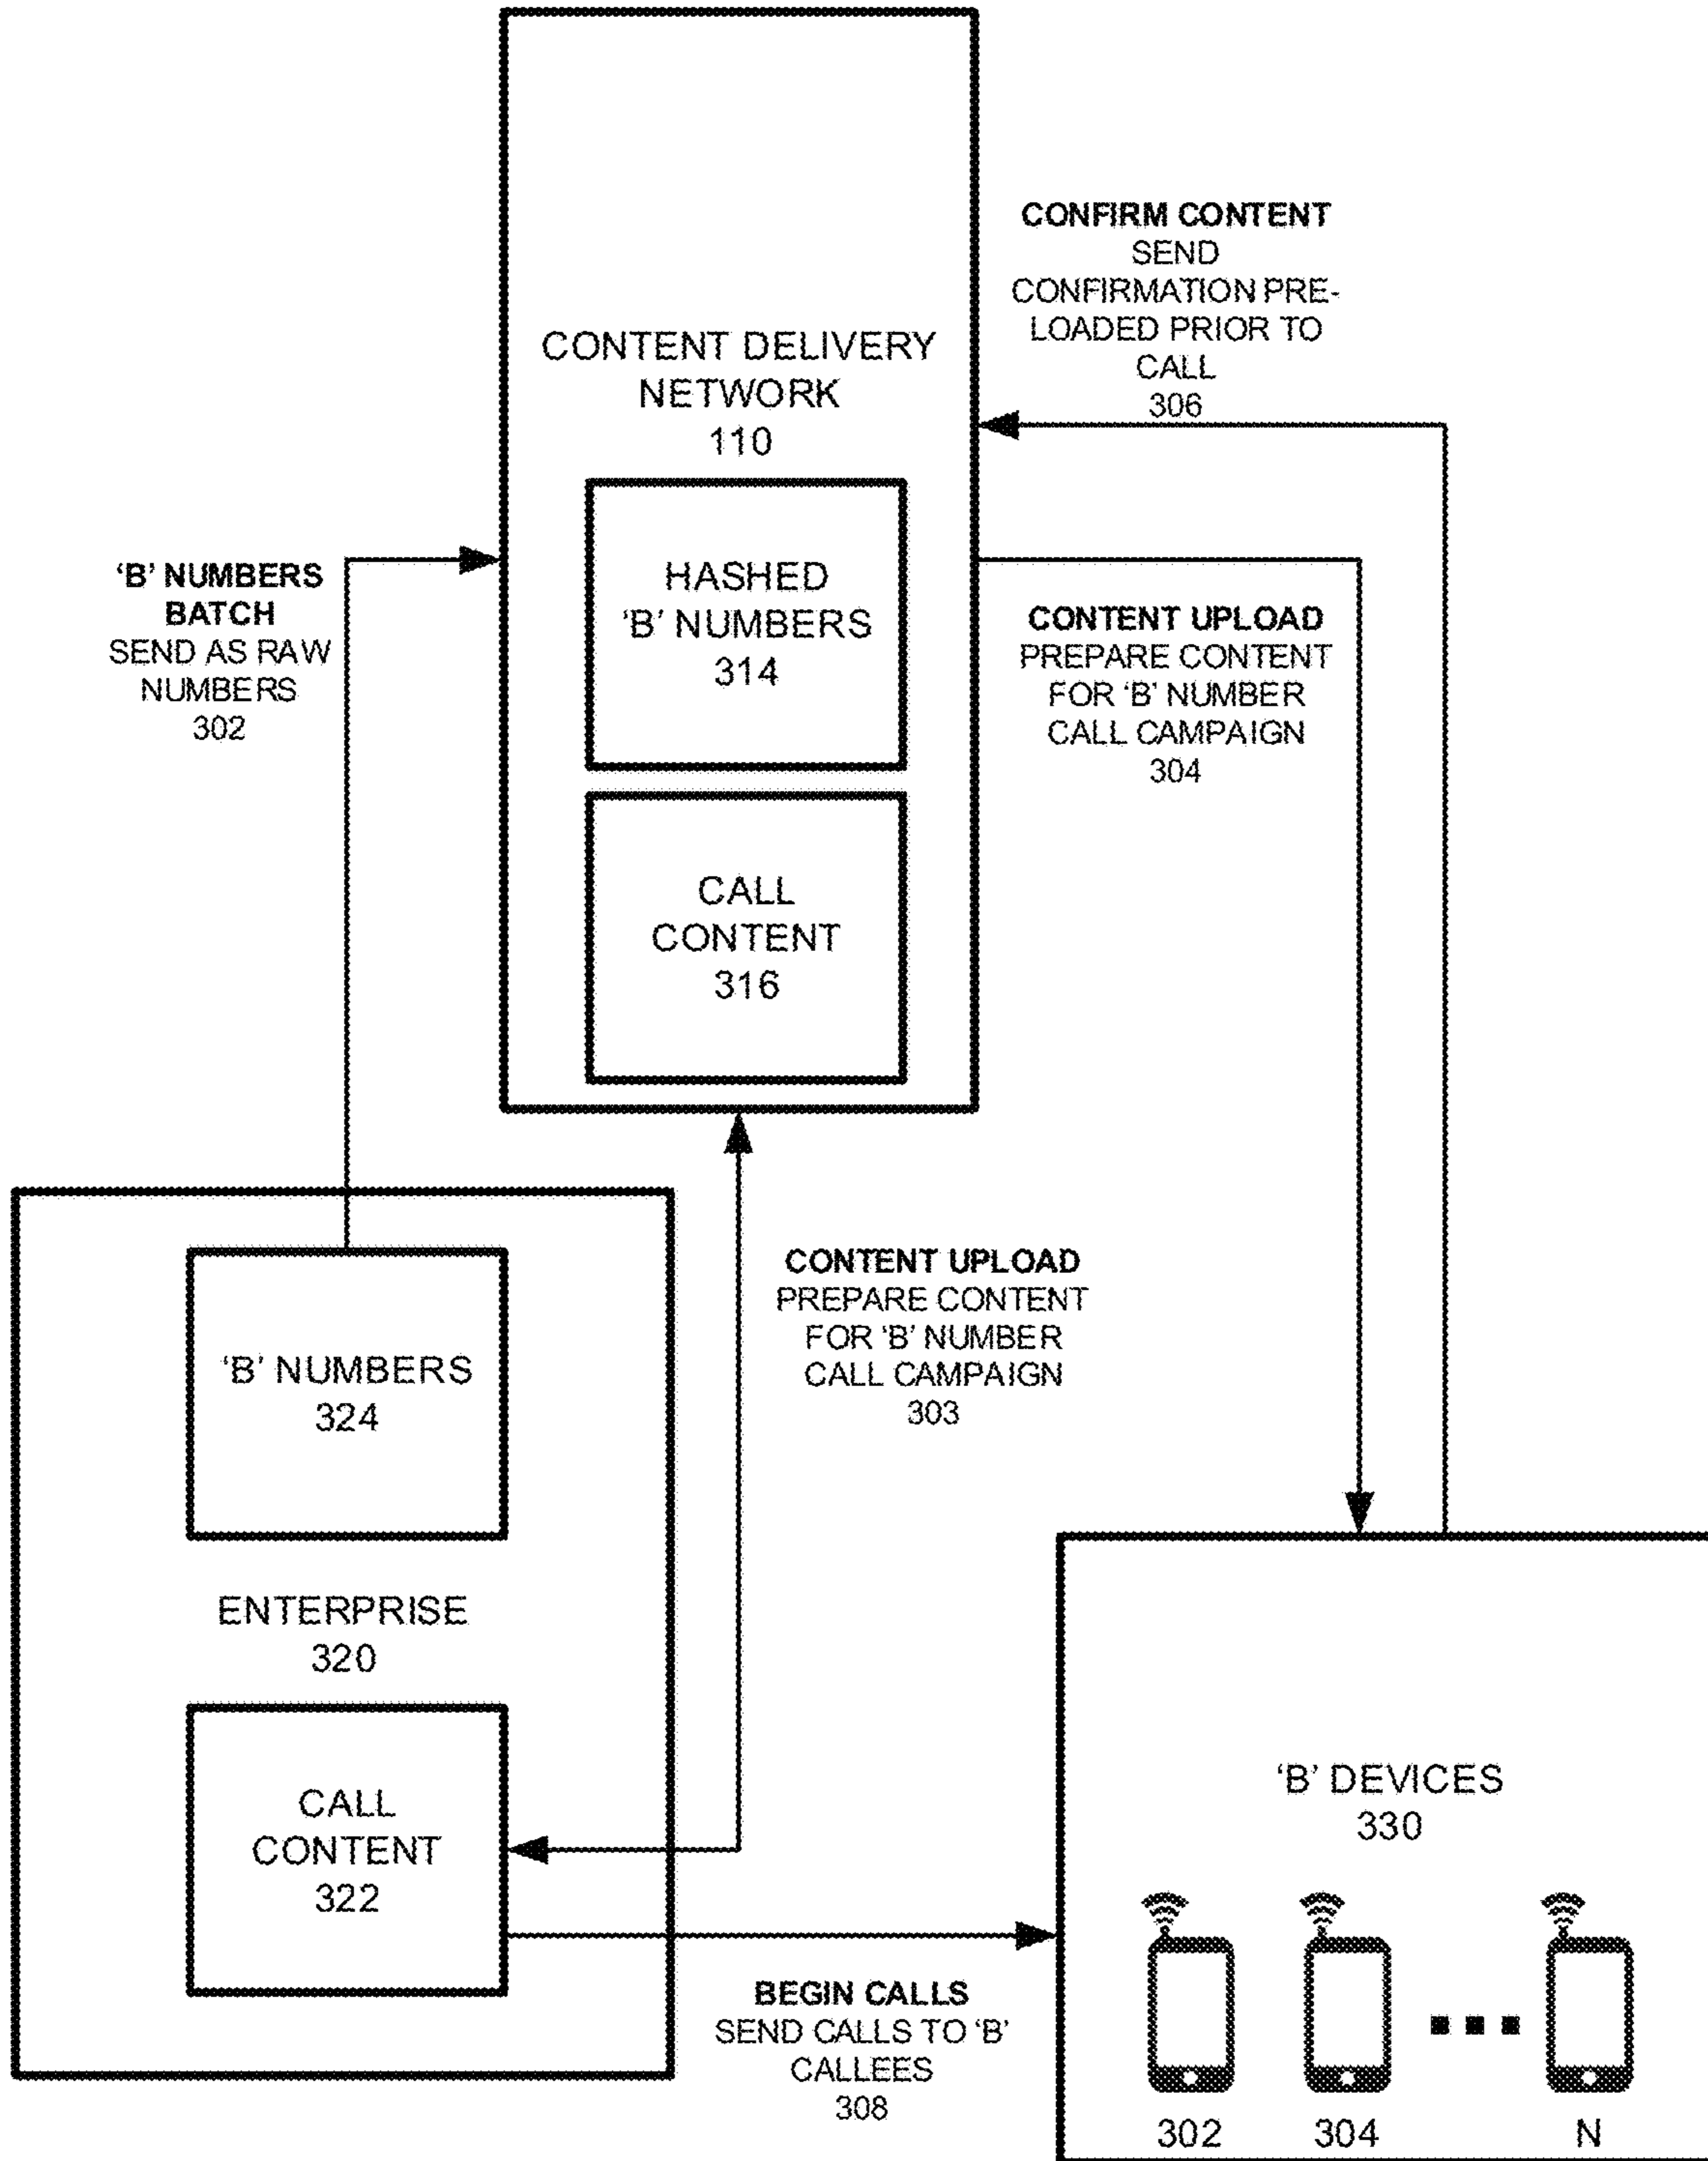 CONTENT DELIVERY
NETWORK
110
HASHED
‘B’ NUMBERS
314
CALL
CONTENT
316
CONFIRM CONTENT
SEND
CONFIRMATION PRE-
LOADED PRIOR TO
CALL
306
‘B’ NUMBERS
BATCH
SEND AS RAW
NUMBERS
302
CONTENT UPLOAD
PREPARE CONTENT
FOR ‘B’ NUMBER
CALL CAMPAIGN
304
‘B’ NUMBERS
324
ENTERPRISE
320
CALL
CONTENT
322
CONTENT UPLOAD
PREPARE CONTENT
FOR ‘B’ NUMBER
CALL CAMPAIGN
303
BEGIN CALLS
SEND CALLS TO ‘B’
CALLEES
308
‘B’ DEVICES
330
302
304
N